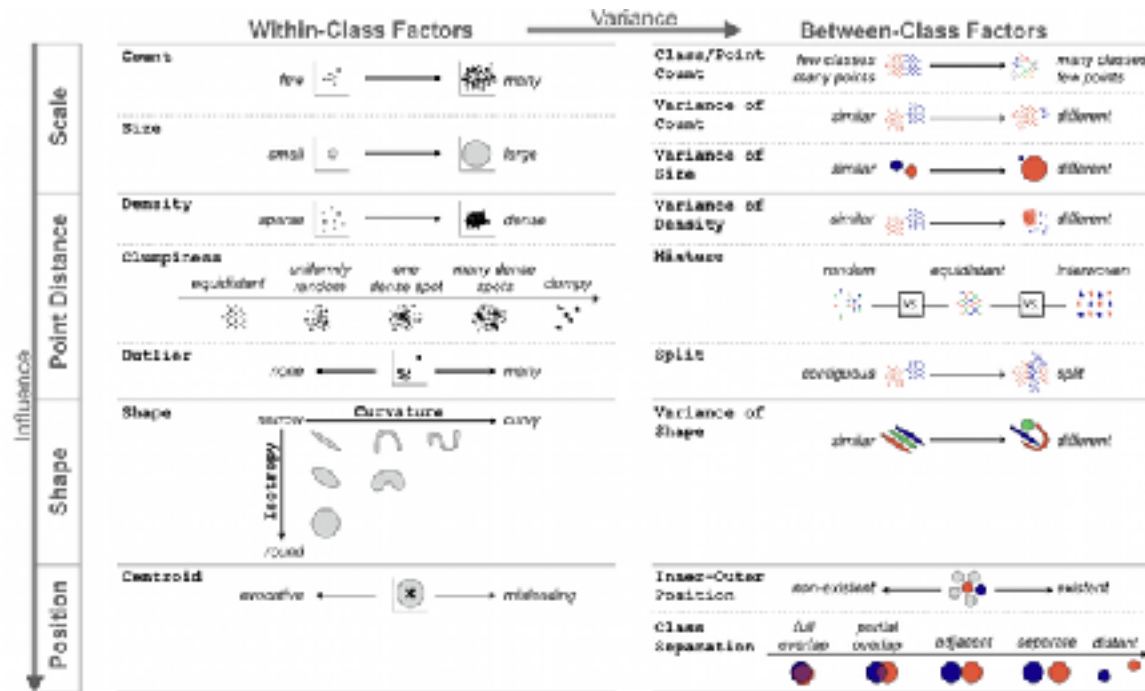 Variance
Within-Class Factors
Between-Class Factors
Influence
Scale
Count
few
many
Size
small
large
Class/Point
Count
few classes
many points
many classes
few points
Variance of
Count
similar
different
Variance of
Size
similar
different
Point Distance
Density
sparse
dense
Clumpiness
equidistant
uniformly
random
one
dense spot
many dense
spots
clumpy
Outlier
none
many
Variance of
Density
similar
different
Mixture
random
equidistant
interwoven
vs
vs
Split
contiguous
split
Shape
Shape
narrow
Curvature
curvy
Isotropy
round
Variance of
Shape
similar
different
Position
Centroid
evocative
misleading
Inner-Outer
Position
non-existent
existent
Class
Separation
full
overlap
partial
overlap
adjacent
separate
distant